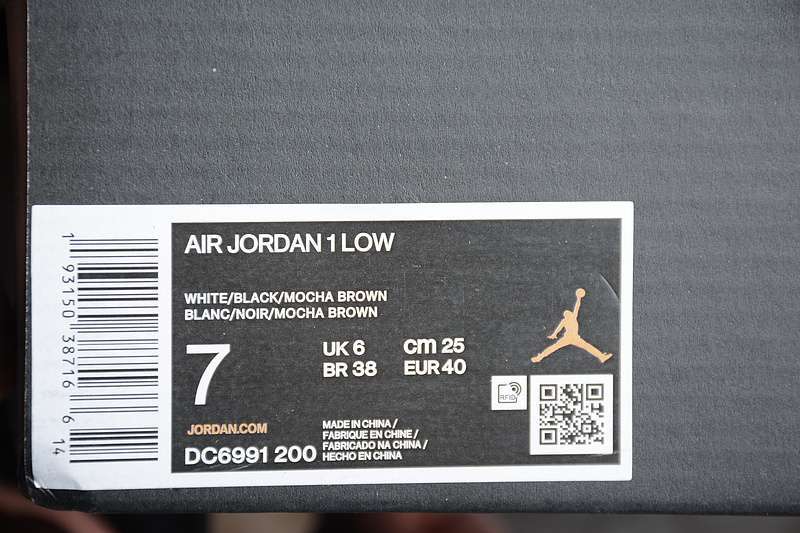 AIR JORDAN 1 LOW
WHITE/BLACK/MOCHA BROWN
BLANC/NOIR/MOCHA BROWN
7
UK 6 cm 25
BR 38 EUR 40
RFID
JORDAN.COM
DC6991 200
MADE IN CHINA /
FABRIQUE EN CHINE /
FABRICADO NA CHINA /
HECHO EN CHINA
1 93150 38716 6 14